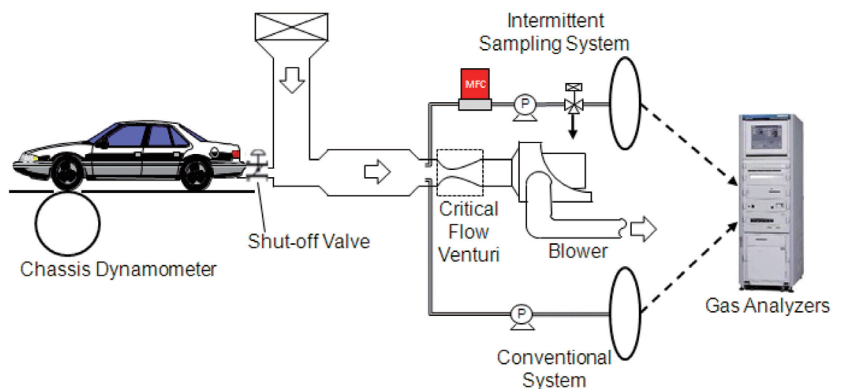 Intermittent
Sampling System
MFC
P
Critical
Flow
Venturi
Shut-off Valve
Blower
Chassis Dynamometer
Gas Analyzers
P
Conventional
System